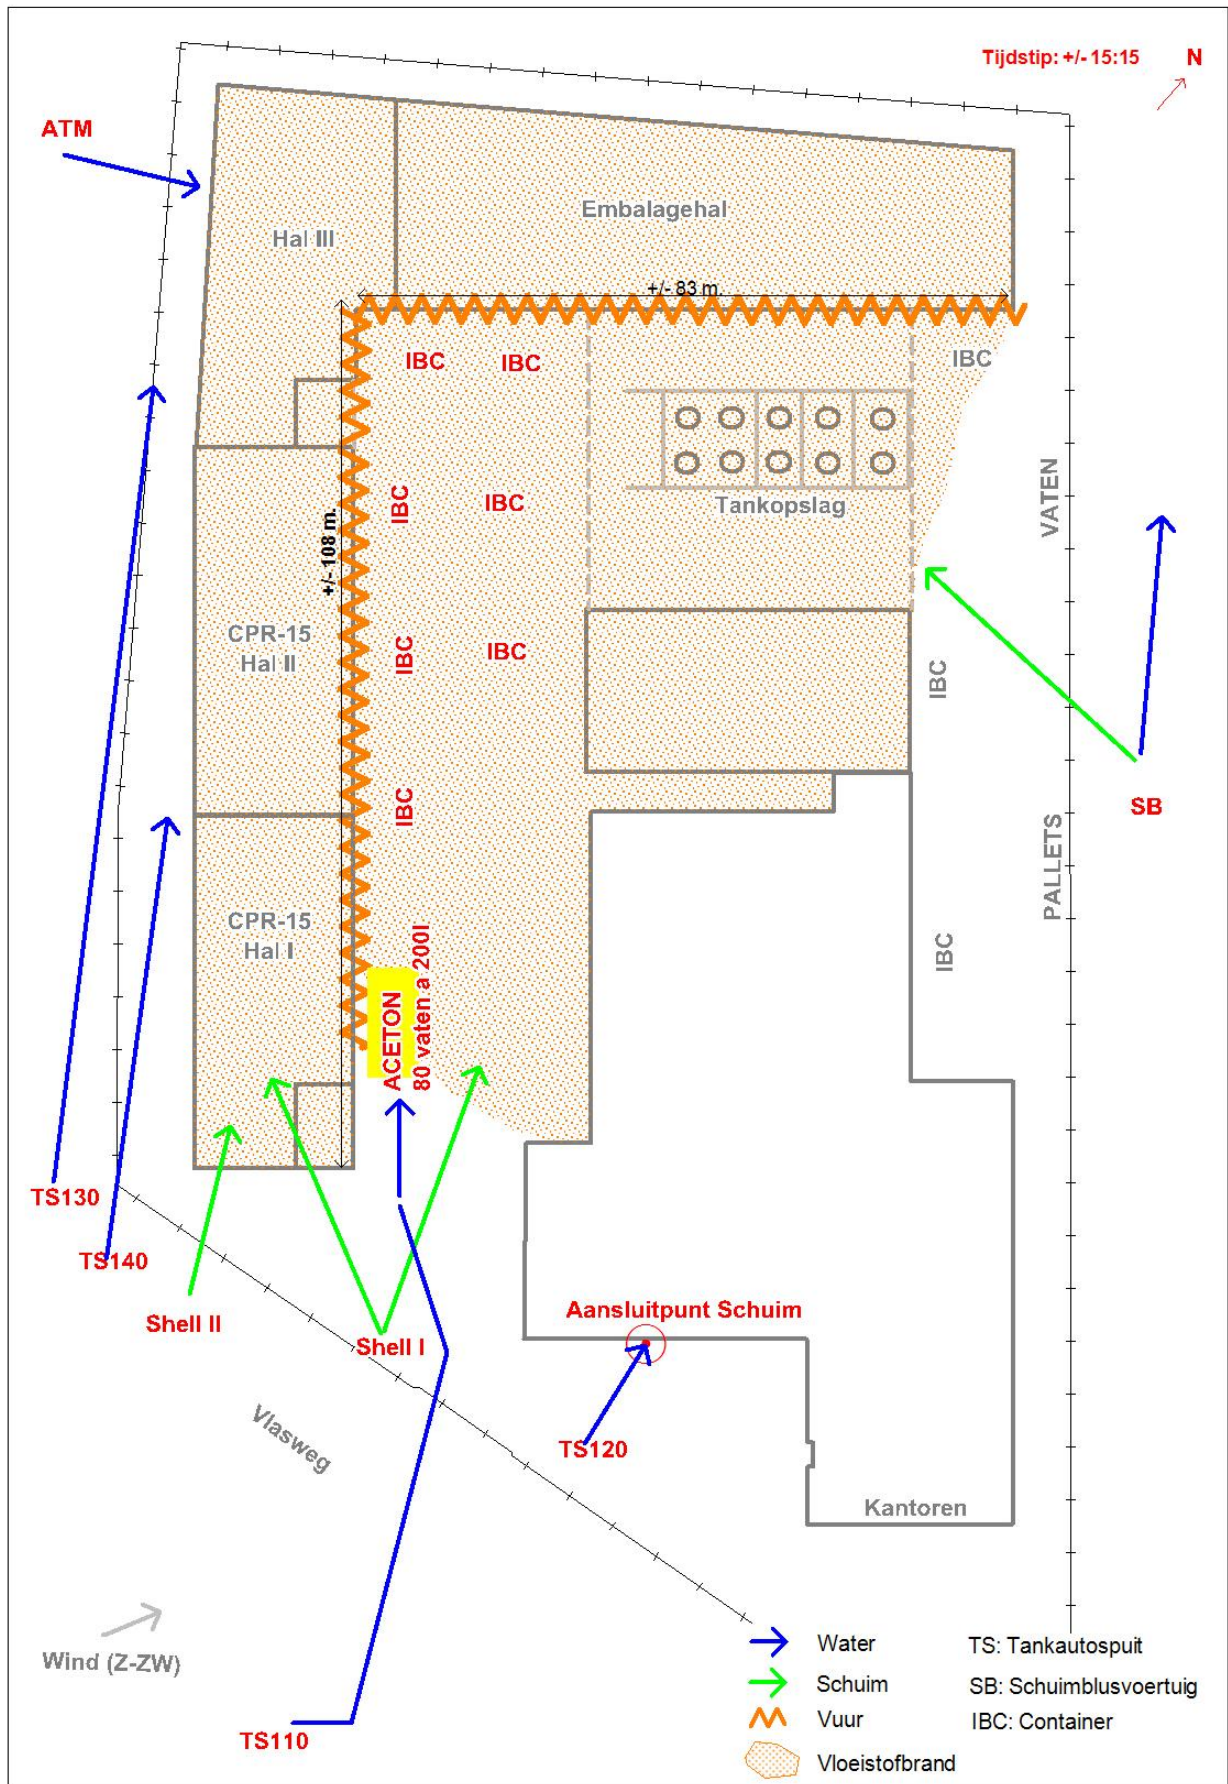 Tijdstip: +/- 15:15
N
ATM
Embalagehal
Hal III
+/- 83 m.
IBC
IBC
IBC
IBC
IBC
Tankopslag
VATEN
+/- 108 m.
CPR-15
Hal II
IBC
IBC
IBC
SB
IBC
PALLETS
CPR-15
Hal I
IBC
ACETON
80 vaten a 200l
TS130
TS140
Shell II
Shell I
Aansluitpunt Schuim
Vlasweg
TS120
Kantoren
Wind (Z-ZW)
TS110
Water
TS: Tankautospuit
Schuim
SB: Schuimblusvoertuig
Vuur
IBC: Container
Vloeistofbrand